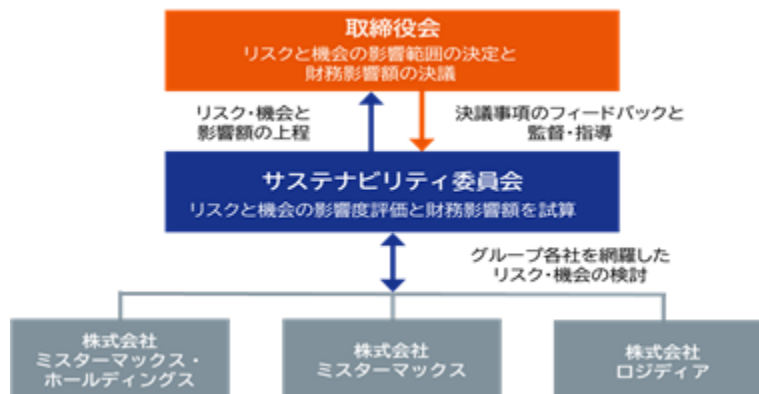 取締役会
リスクと機会の影響範囲の決定と
財務影響額の決議
リスク・機会と
影響額の上程
決議事項のフィードバックと
監督・指導
サステナビリティ委員会
リスクと機会の影響度評価と財務影響額を試算
グループ各社を網羅した
リスク・機会の検討
株式会社
ミスターマックス・
ホールディングス
株式会社
ミスターマックス
株式会社
ロジディア